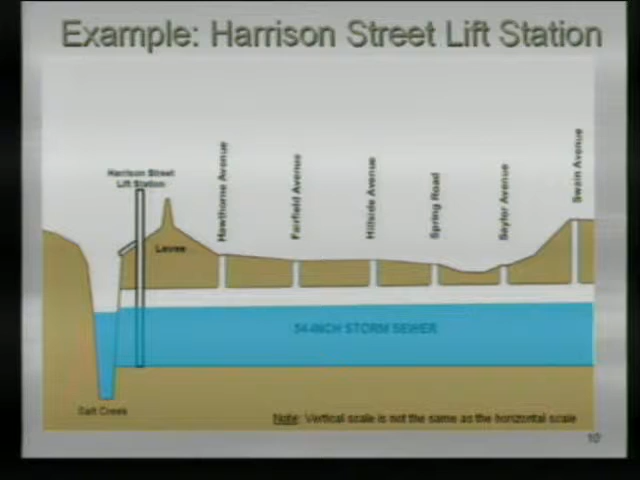 Example: Harrison Street Lift Station
Harrison Street
Lift Station
Hawthorne Avenue
Fairfield Avenue
Hillside Avenue
Spring Road
Saylor Avenue
Swain Avenue
Levee
54-INCH STORM SEWER
Salt Creek
Note: Vertical scale is not the same as the horizontal scale
10